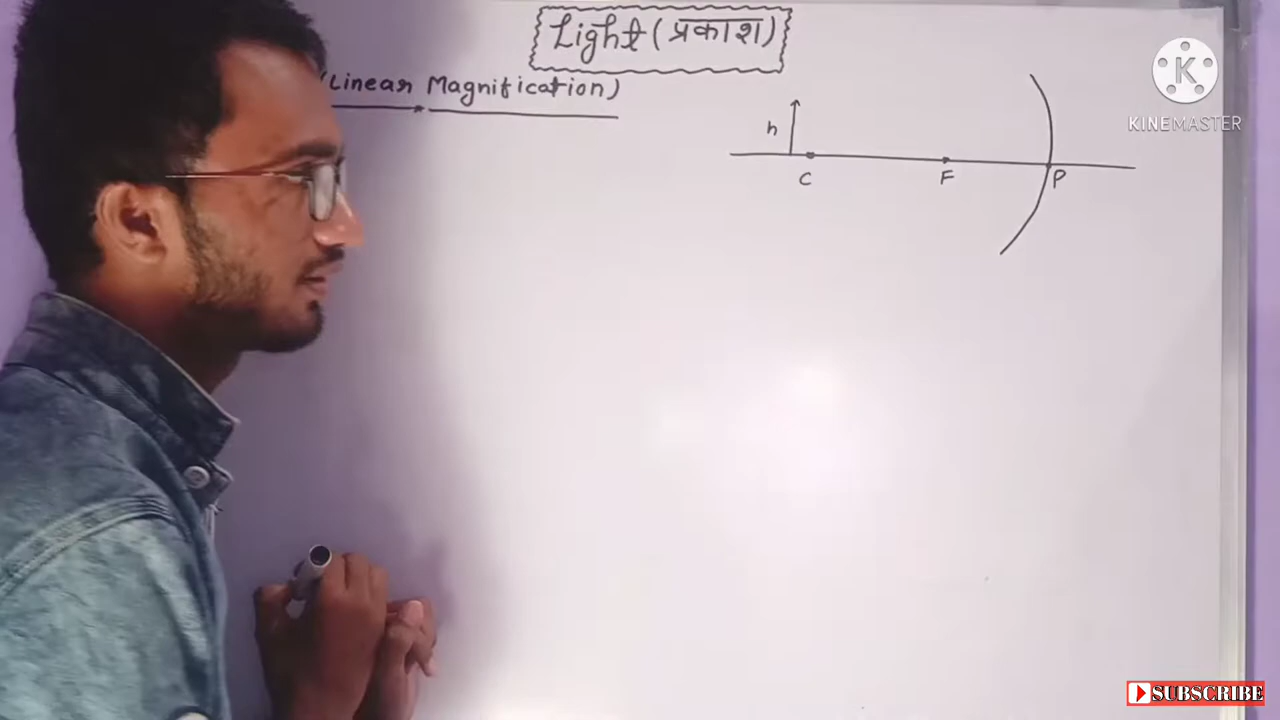 Light (प्रकाश)
(Linear Magnification)
h
C F P
K
KINEMASTER
SUBSCRIBE